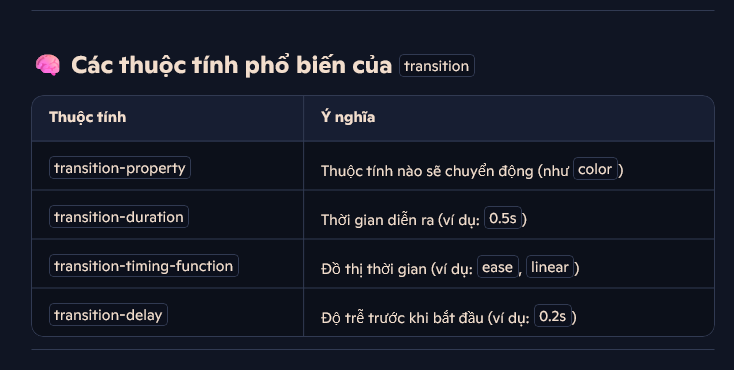 🧠 Các thuộc tính phổ biến của transition
Thuộc tính Ý nghĩa
transition-property Thuộc tính nào sẽ chuyển động (như color)
transition-duration Thời gian diễn ra (ví dụ: 0.5s)
transition-timing-function Đồ thị thời gian (ví dụ: ease, linear)
transition-delay Độ trễ trước khi bắt đầu (ví dụ: 0.2s)